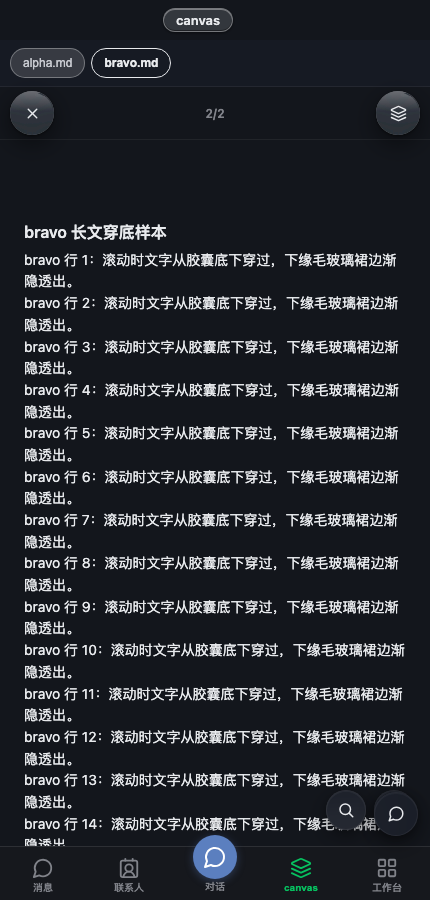 canvas
alpha.md
bravo.md
2/2
bravo 长文穿底样本
bravo 行 1：滚动时文字从胶囊底下穿过，下缘毛玻璃裙边渐
隐透出。
bravo 行 2：滚动时文字从胶囊底下穿过，下缘毛玻璃裙边渐
隐透出。
bravo 行 3：滚动时文字从胶囊底下穿过，下缘毛玻璃裙边渐
隐透出。
bravo 行 4：滚动时文字从胶囊底下穿过，下缘毛玻璃裙边渐
隐透出。
bravo 行 5：滚动时文字从胶囊底下穿过，下缘毛玻璃裙边渐
隐透出。
bravo 行 6：滚动时文字从胶囊底下穿过，下缘毛玻璃裙边渐
隐透出。
bravo 行 7：滚动时文字从胶囊底下穿过，下缘毛玻璃裙边渐
隐透出。
bravo 行 8：滚动时文字从胶囊底下穿过，下缘毛玻璃裙边渐
隐透出。
bravo 行 9：滚动时文字从胶囊底下穿过，下缘毛玻璃裙边渐
隐透出。
bravo 行 10：滚动时文字从胶囊底下穿过，下缘毛玻璃裙边渐
隐透出。
bravo 行 11：滚动时文字从胶囊底下穿过，下缘毛玻璃裙边渐
隐透出。
bravo 行 12：滚动时文字从胶囊底下穿过，下缘毛玻璃裙边渐
隐透出。
bravo 行 13：滚动时文字从胶囊底下穿过，下缘毛玻璃裙边渐
隐透出。
bravo 行 14：滚动时文字从胶囊底下穿过，下缘毛
隐透出。
消息
联系人
对话
canvas
工作台